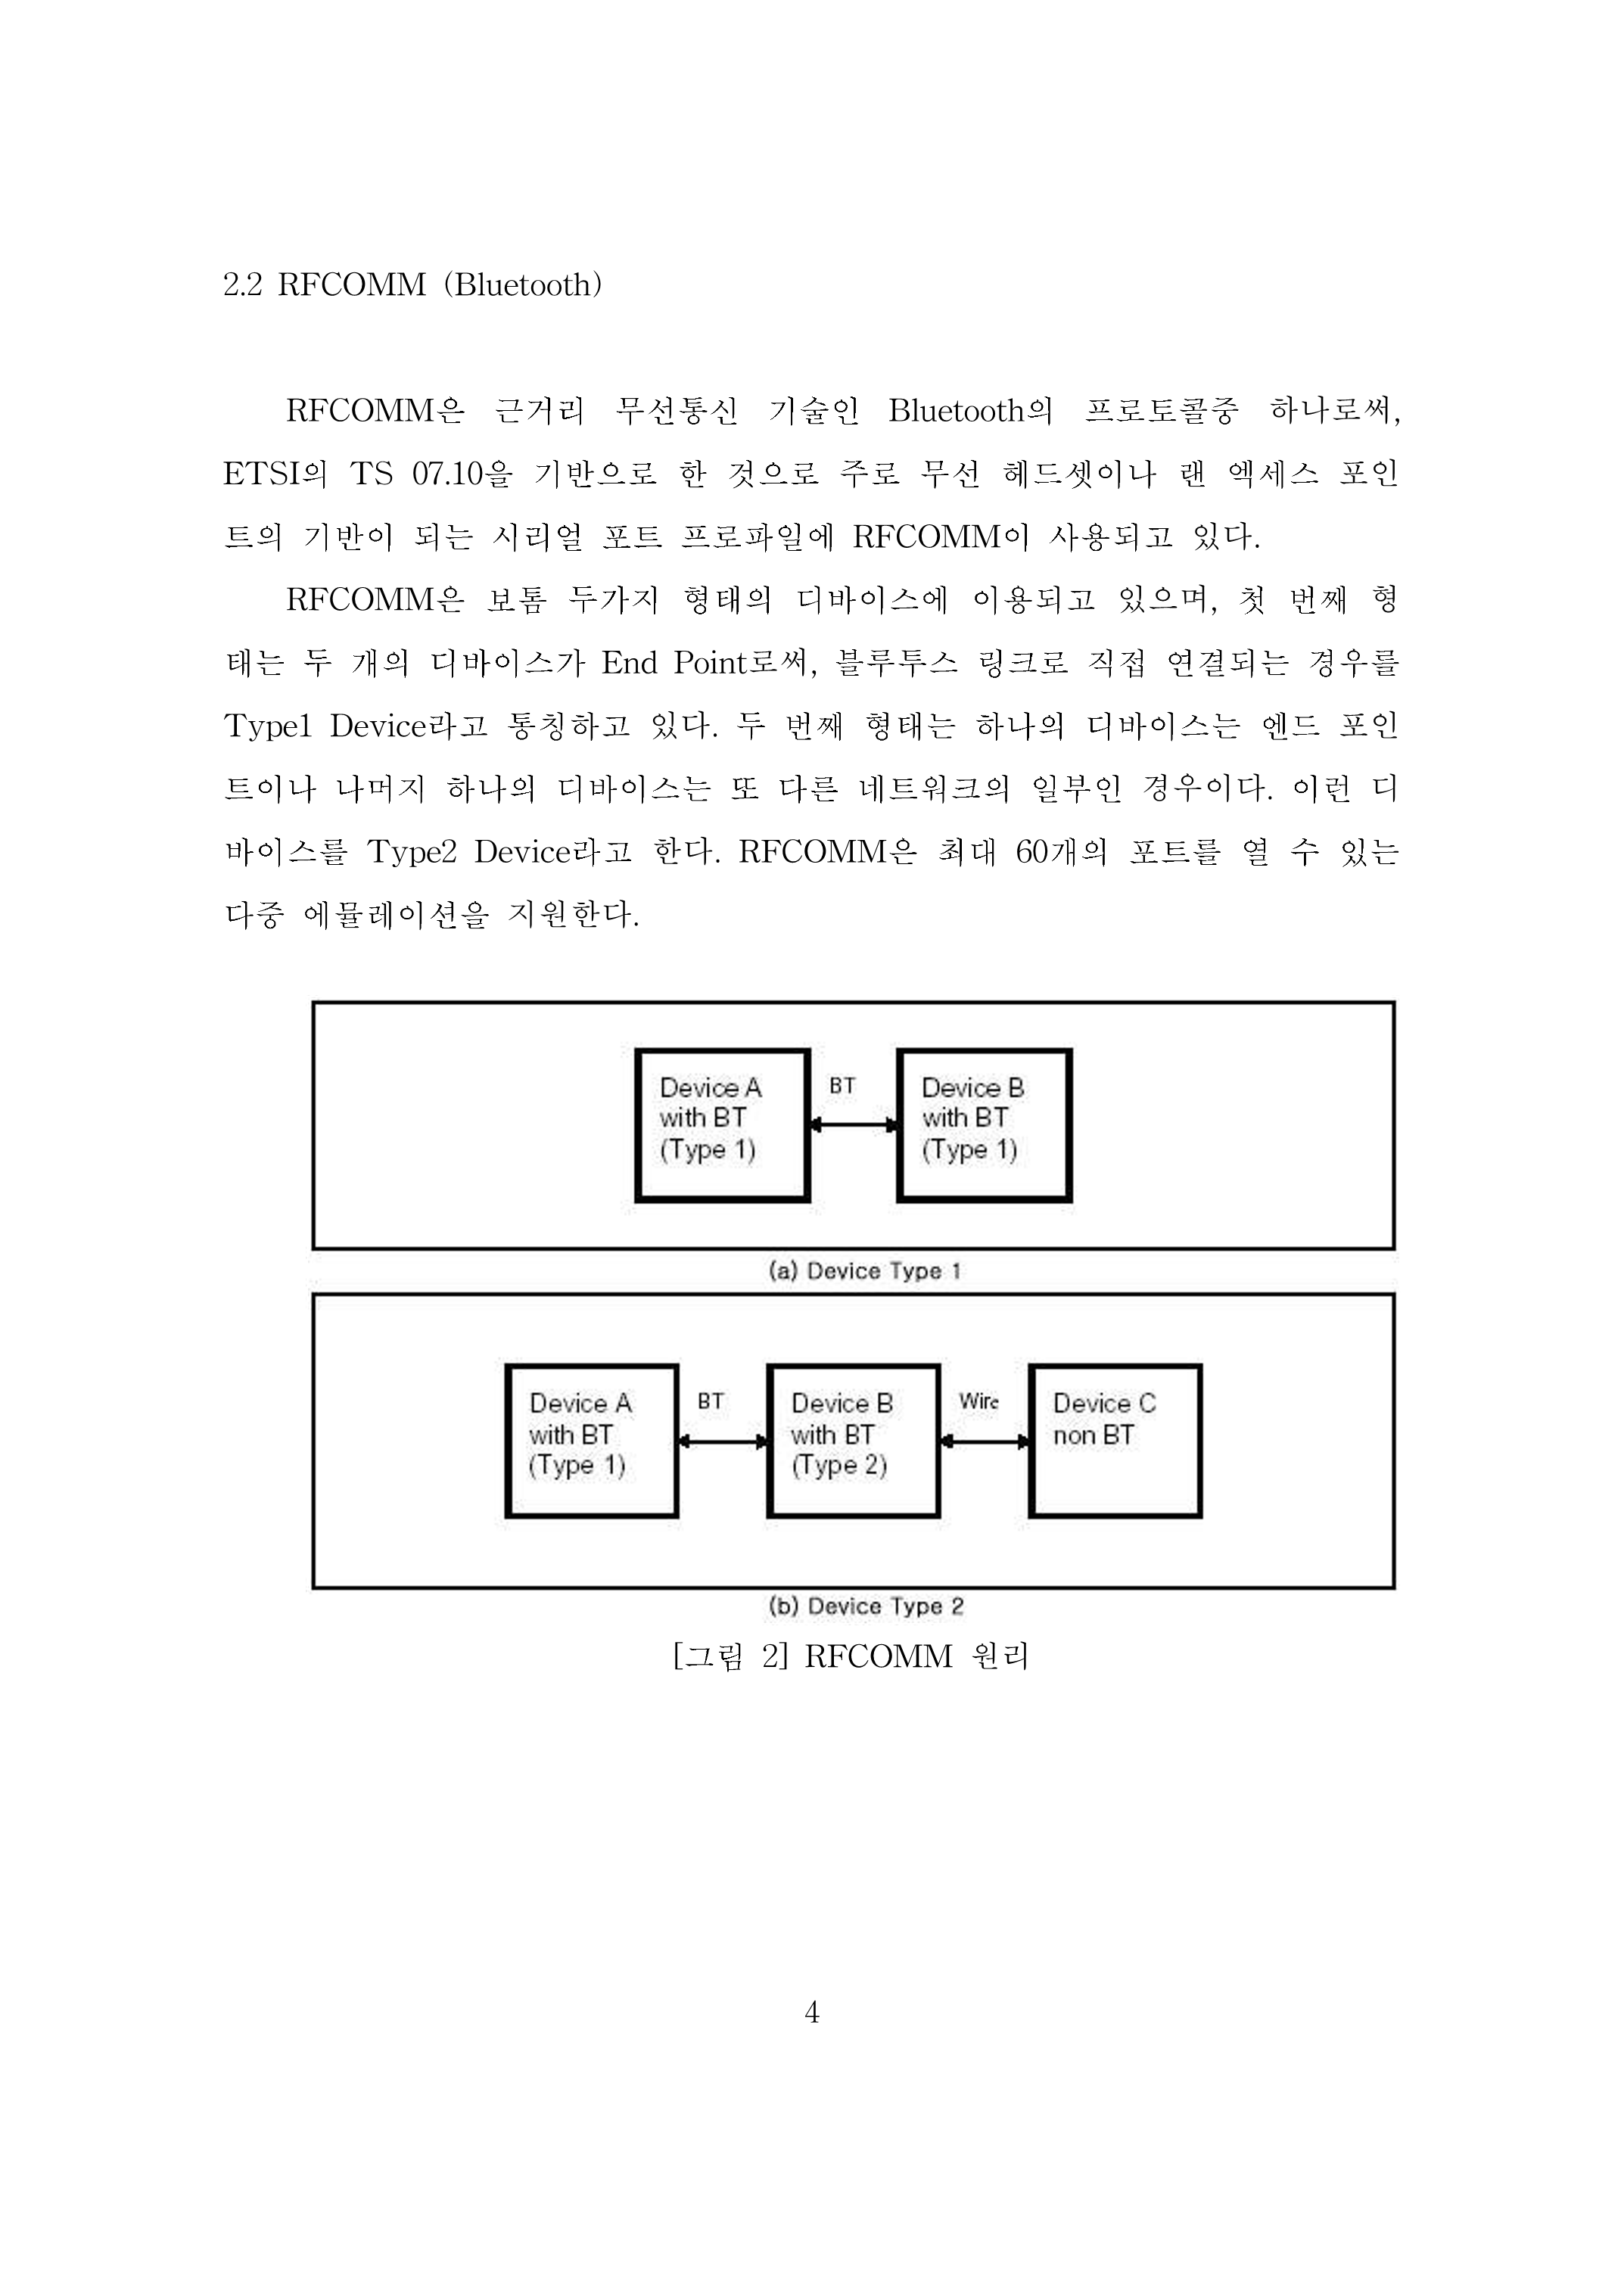 2.2 RFCOMM (Bluetooth)
RFCOMM은 근거리 무선통신 기술인 Bluetooth의 프로토콜중 하나로써,
ETSI의 TS 07.10을 기반으로 한 것으로 주로 무선 헤드셋이나 랜 엑세스 포인
트의 기반이 되는 시리얼 포트 프로파일에 RFCOMM이 사용되고 있다.
RFCOMM은 보톰 두가지 형태의 디바이스에 이용되고 있으며, 첫 번째 형
태는 두 개의 디바이스가 End Point로써, 블루투스 링크로 직접 연결되는 경우를
Type1 Device라고 통칭하고 있다. 두 번째 형태는 하나의 디바이스는 엔드 포인
트이나 나머지 하나의 디바이스는 또 다른 네트워크의 일부인 경우이다. 이런 디
바이스를 Type2 Device라고 한다. RFCOMM은 최대 60개의 포트를 열 수 있는
다중 에뮬레이션을 지원한다.
Device A
with BT
(Type 1)
BT
Device B
with BT
(Type 1)
(a) Device Type 1
Device A
with BT
(Type 1)
BT
Device B
with BT
(Type 2)
Wire
Device C
non BT
(b) Device Type 2
[그림 2] RFCOMM 원리
4